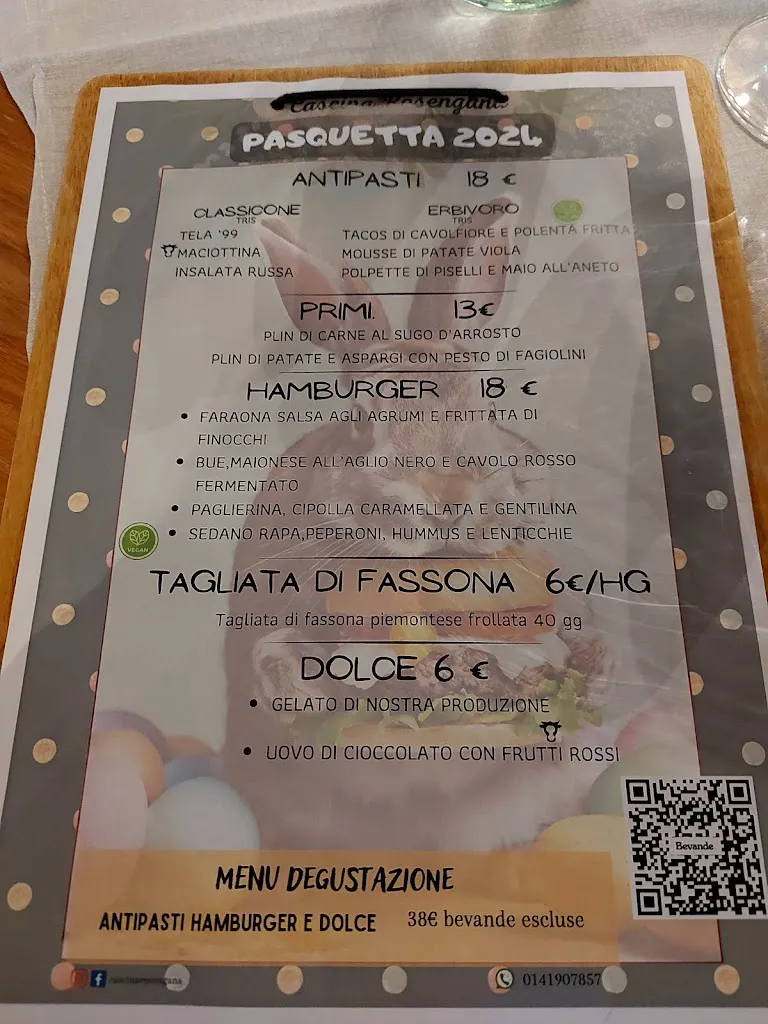 Cascina Rosengana
PASQUETTA 2024
ANTIPASTI 18 €
CLASSICONE
TRIS
TELA '99
MACIOTTINA
INSALATA RUSSA
ERBIVORO
TRIS
TACOS DI CAVOLFIORE E POLENTA FRITTA
MOUSSE DI PATATE VIOLA
POLPETTE DI PISELLI E MAIO ALL'ANETO
PRIMI. 13€
PLIN DI CARNE AL SUGO D'ARROSTO
PLIN DI PATATE E ASPARGI CON PESTO DI FAGIOLINI
HAMBURGER 18 €
• FARAONA SALSA AGLI AGRUMI E FRITTATA DI
FINOCCHI
• BUE,MAIONESE ALL'AGLIO NERO E CAVOLO ROSSO
FERMENTATO
• PAGLIERINA, CIPOLLA CARAMELLATA E GENTILINA
VEGAN
• SEDANO RAPA,PEPERONI, HUMMUS E LENTICCHIE
TAGLIATA DI FASSONA 6€/HG
Tagliata di fassona piemontese frollata 40 gg
DOLCE 6 €
• GELATO DI NOSTRA PRODUZIONE
• UOVO DI CIOCCOLATO CON FRUTTI ROSSI
Bevande
MENU DEGUSTAZIONE
ANTIPASTI HAMBURGER E DOLCE 38€ bevande escluse
cascinarosengana
0141907857